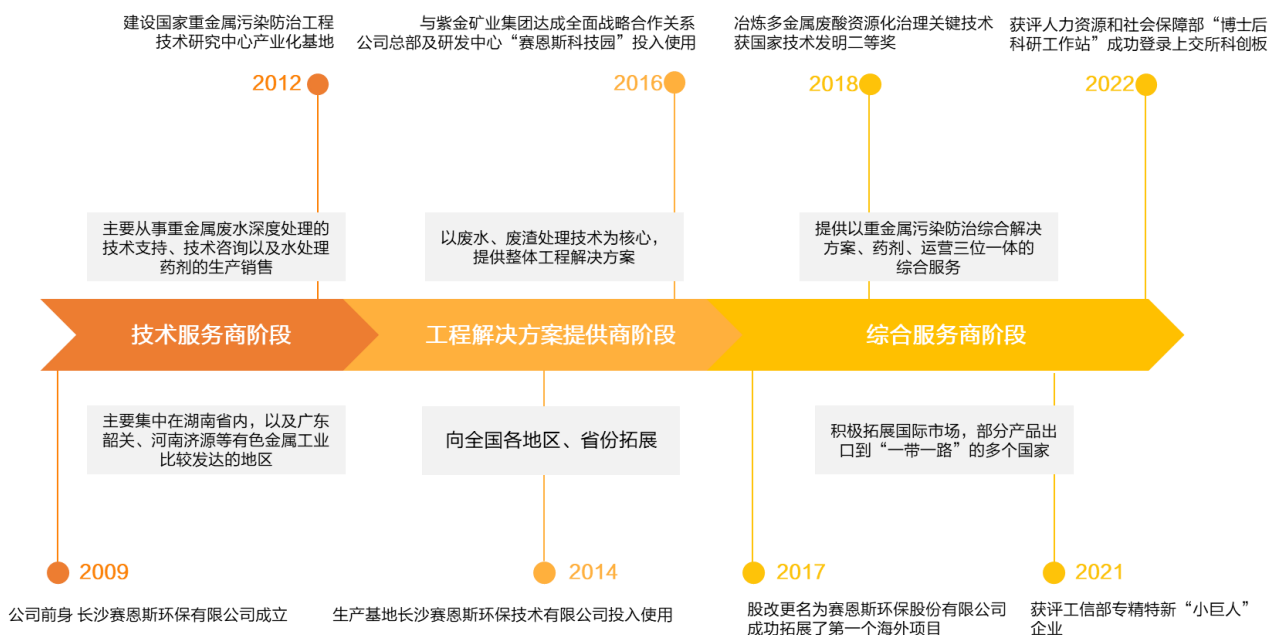 建设国家重金属污染防治工程
技术研究中心产业化基地
2012
与紫金矿业集团达成全面战略合作关系
公司总部及研发中心“赛恩斯科技园”投入使用
2016
冶炼多金属废酸资源化治理关键技术
获国家技术发明二等奖
2018
获评人力资源和社会保障部“博士后
科研工作站”成功登录上交所科创板
2022
主要从事重金属废水深度处理的
技术支持、技术咨询以及水处理
药剂的生产销售
以废水、废渣处理技术为核心，
提供整体工程解决方案
提供以重金属污染防治综合解决
方案、药剂、运营三位一体的
综合服务
技术服务商阶段
工程解决方案提供商阶段
综合服务商阶段
主要集中在湖南省内，以及广东
韶关、河南济源等有色金属工业
比较发达的地区
向全国各地区、省份拓展
积极拓展国际市场，部分产品出
口到“一带一路”的多个国家
2009
公司前身 长沙赛恩斯环保有限公司成立
2014
生产基地长沙赛恩斯环保技术有限公司投入使用
2017
股改更名为赛恩斯环保股份有限公司
成功拓展了第一个海外项目
2021
获评工信部专精特新“小巨人”
企业